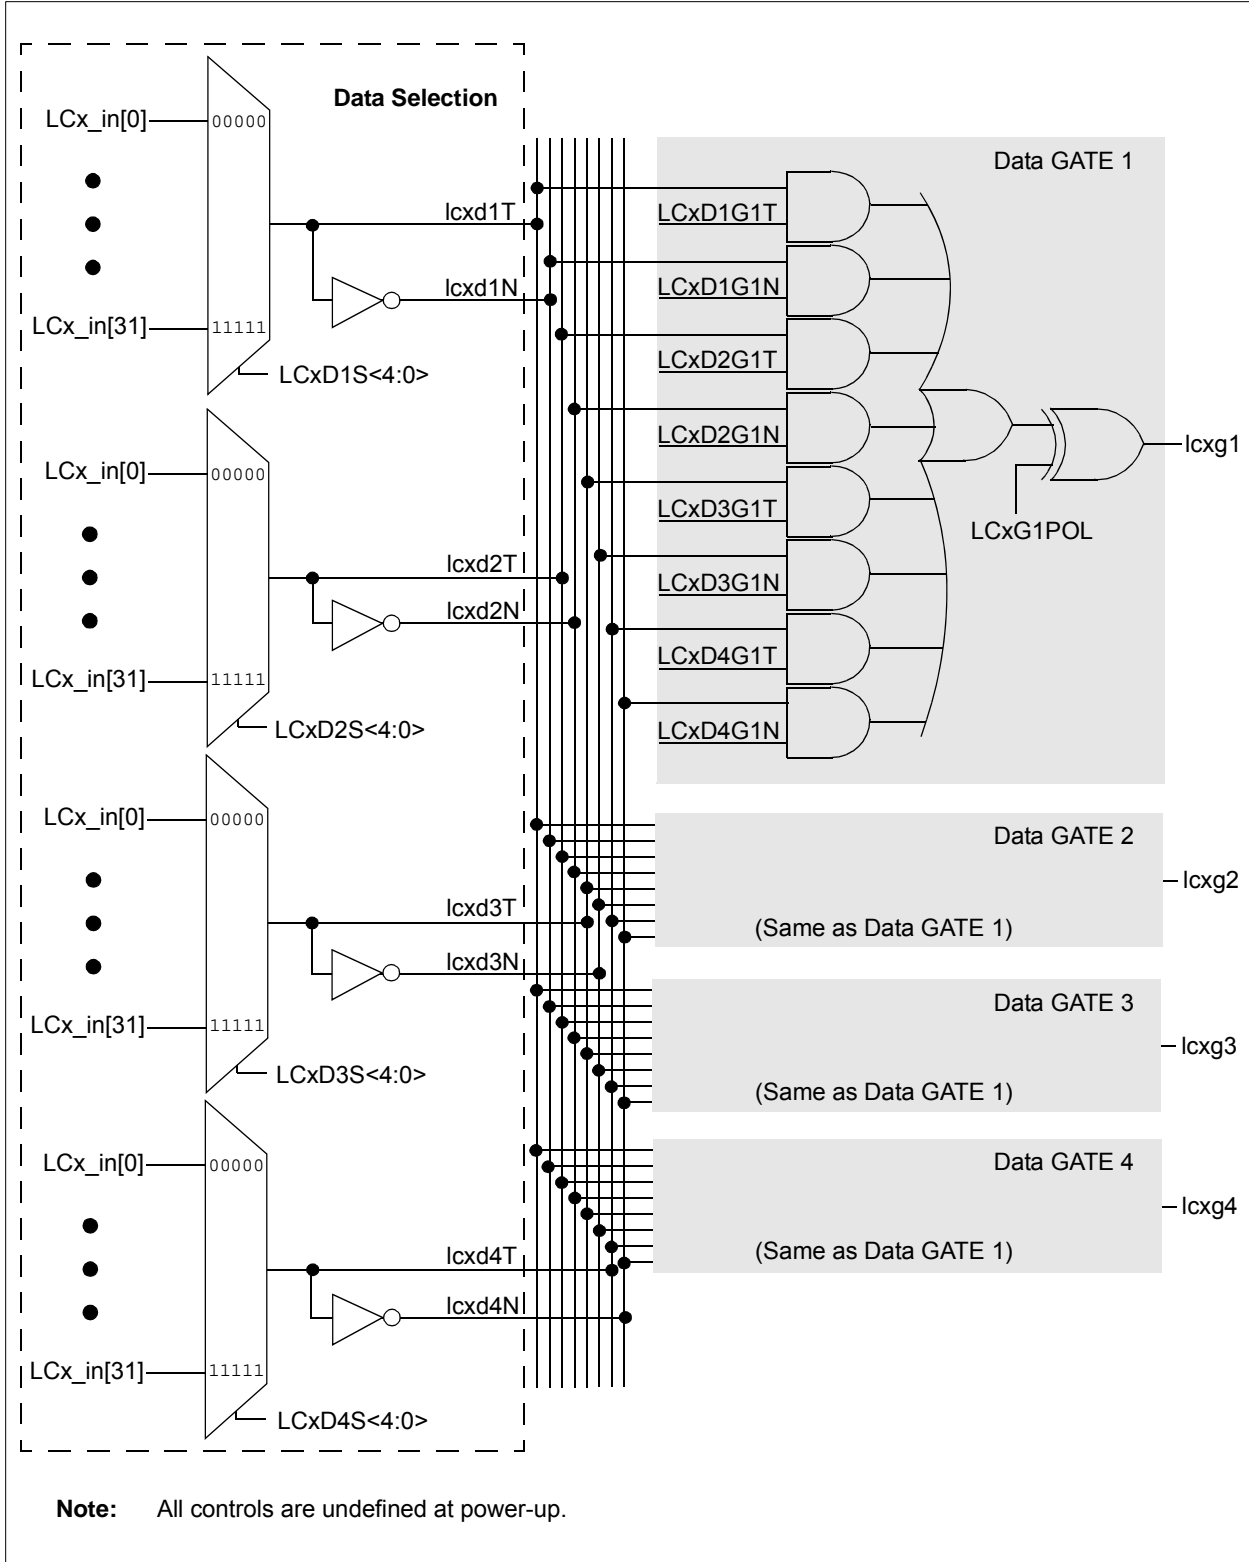 Data Selection
LCx_in[0]
00000
lcxd1T
lcxd1N
LCx_in[31]
11111
LCxD1S<4:0>
LCx_in[0]
00000
lcxd2T
lcxd2N
LCx_in[31]
11111
LCxD2S<4:0>
LCx_in[0]
00000
lcxd3T
lcxd3N
LCx_in[31]
11111
LCxD3S<4:0>
LCx_in[0]
00000
lcxd4T
lcxd4N
LCx_in[31]
11111
LCxD4S<4:0>
Data GATE 1
LCxD1G1T
LCxD1G1N
LCxD2G1T
LCxD2G1N
LCxD3G1T
LCxD3G1N
LCxD4G1T
LCxD4G1N
LCxG1POL
lcxg1
Data GATE 2
(Same as Data GATE 1)
lcxg2
Data GATE 3
(Same as Data GATE 1)
lcxg3
Data GATE 4
(Same as Data GATE 1)
lcxg4
Note: All controls are undefined at power-up.